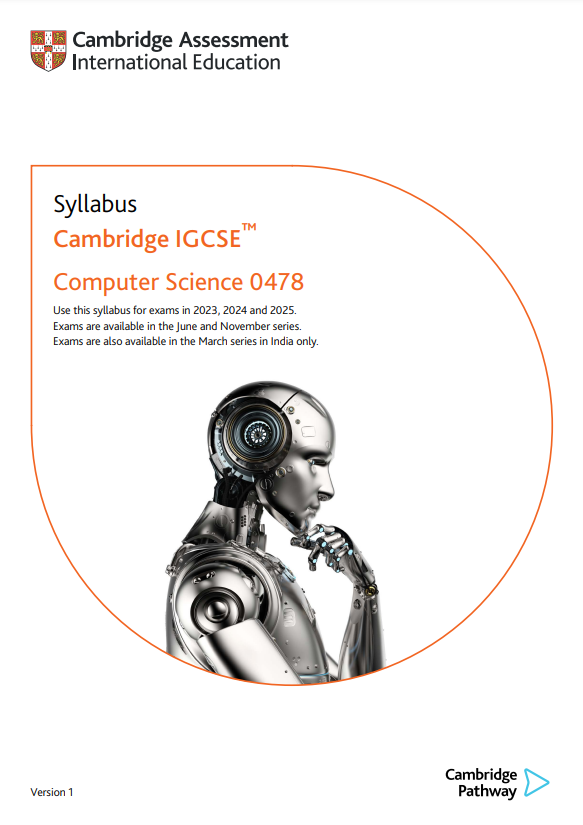 Cambridge Assessment
International Education
Syllabus
Cambridge IGCSE™
Computer Science 0478
Use this syllabus for exams in 2023, 2024 and 2025.
Exams are available in the June and November series.
Exams are also available in the March series in India only.
Cambridge
Pathway
Version 1